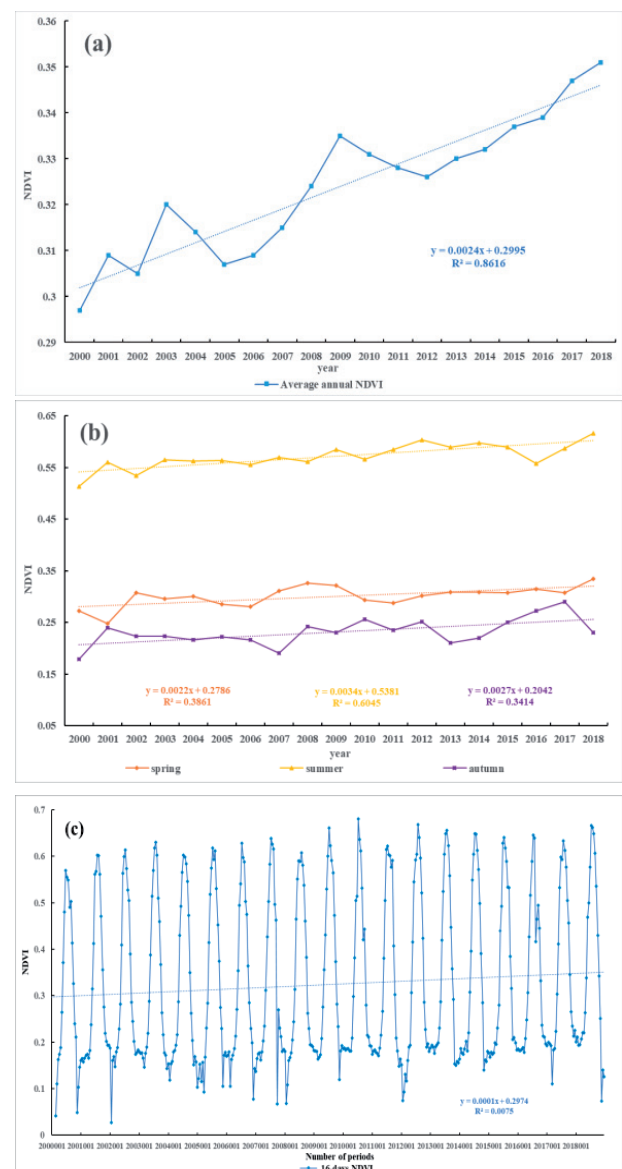 (a)
0.36
0.35
0.34
0.33
0.32
0.31
0.3
0.29
NDVI
y = 0.0024x + 0.2995
R² = 0.8616
2000 2001 2002 2003 2004 2005 2006 2007 2008 2009 2010 2011 2012 2013 2014 2015 2016 2017 2018
year
Average annual NDVI
(b)
0.65
0.55
0.45
0.35
0.25
0.15
0.05
NDVI
y = 0.0022x + 0.2786 y = 0.0034x + 0.5381 y = 0.0027x + 0.2042
R² = 0.3861 R² = 0.6045 R² = 0.3414
2000 2001 2002 2003 2004 2005 2006 2007 2008 2009 2010 2011 2012 2013 2014 2015 2016 2017 2018
year
spring summer autumn
(c)
0.7
0.6
0.5
0.4
0.3
0.2
0.1
0
NDVI
y = 0.0001x + 0.2974
R² = 0.0075
2000001 2001001 2002001 2003001 2004001 2005001 2006001 2007001 2008001 2009001 2010001 2011001 2012001 2013001 2014001 2015001 2016001 2017001 2018001
Number of periods
16 days NDVI